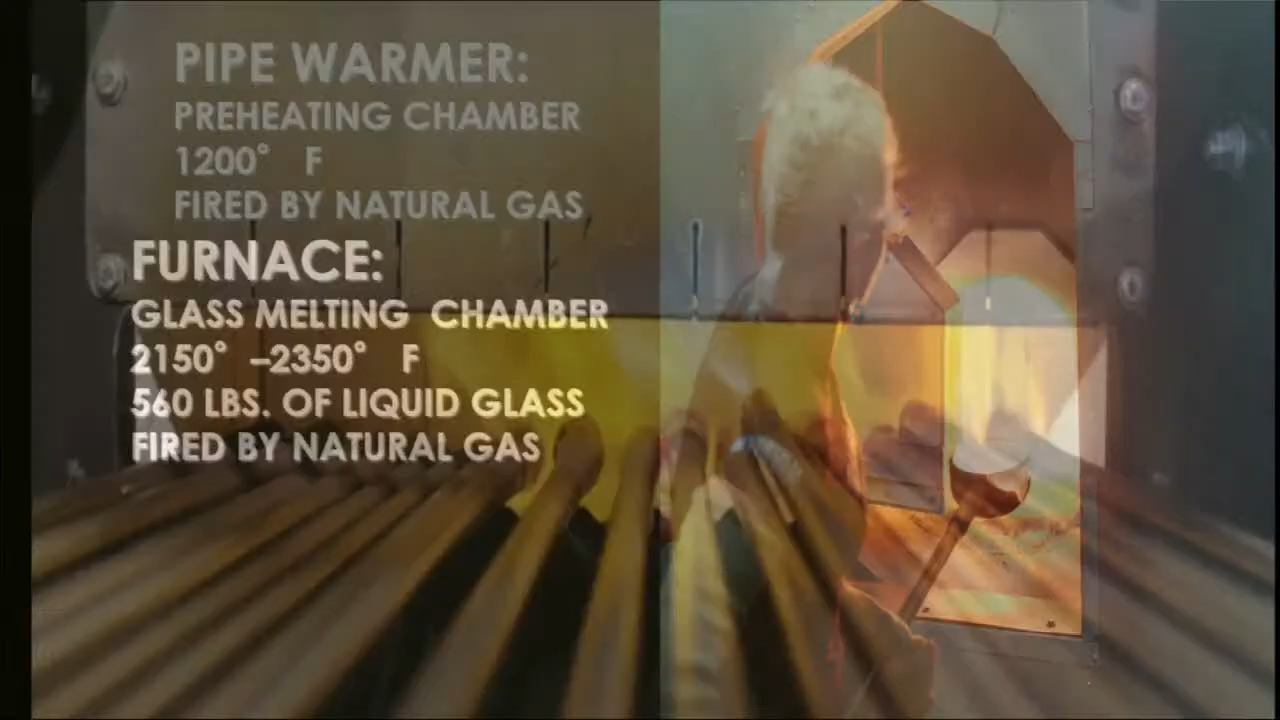 PIPE WARMER:
PREHEATING CHAMBER
1200° F
FIRED BY NATURAL GAS
FURNACE:
GLASS MELTING CHAMBER
2150° –2350° F
560 LBS. OF LIQUID GLASS
FIRED BY NATURAL GAS